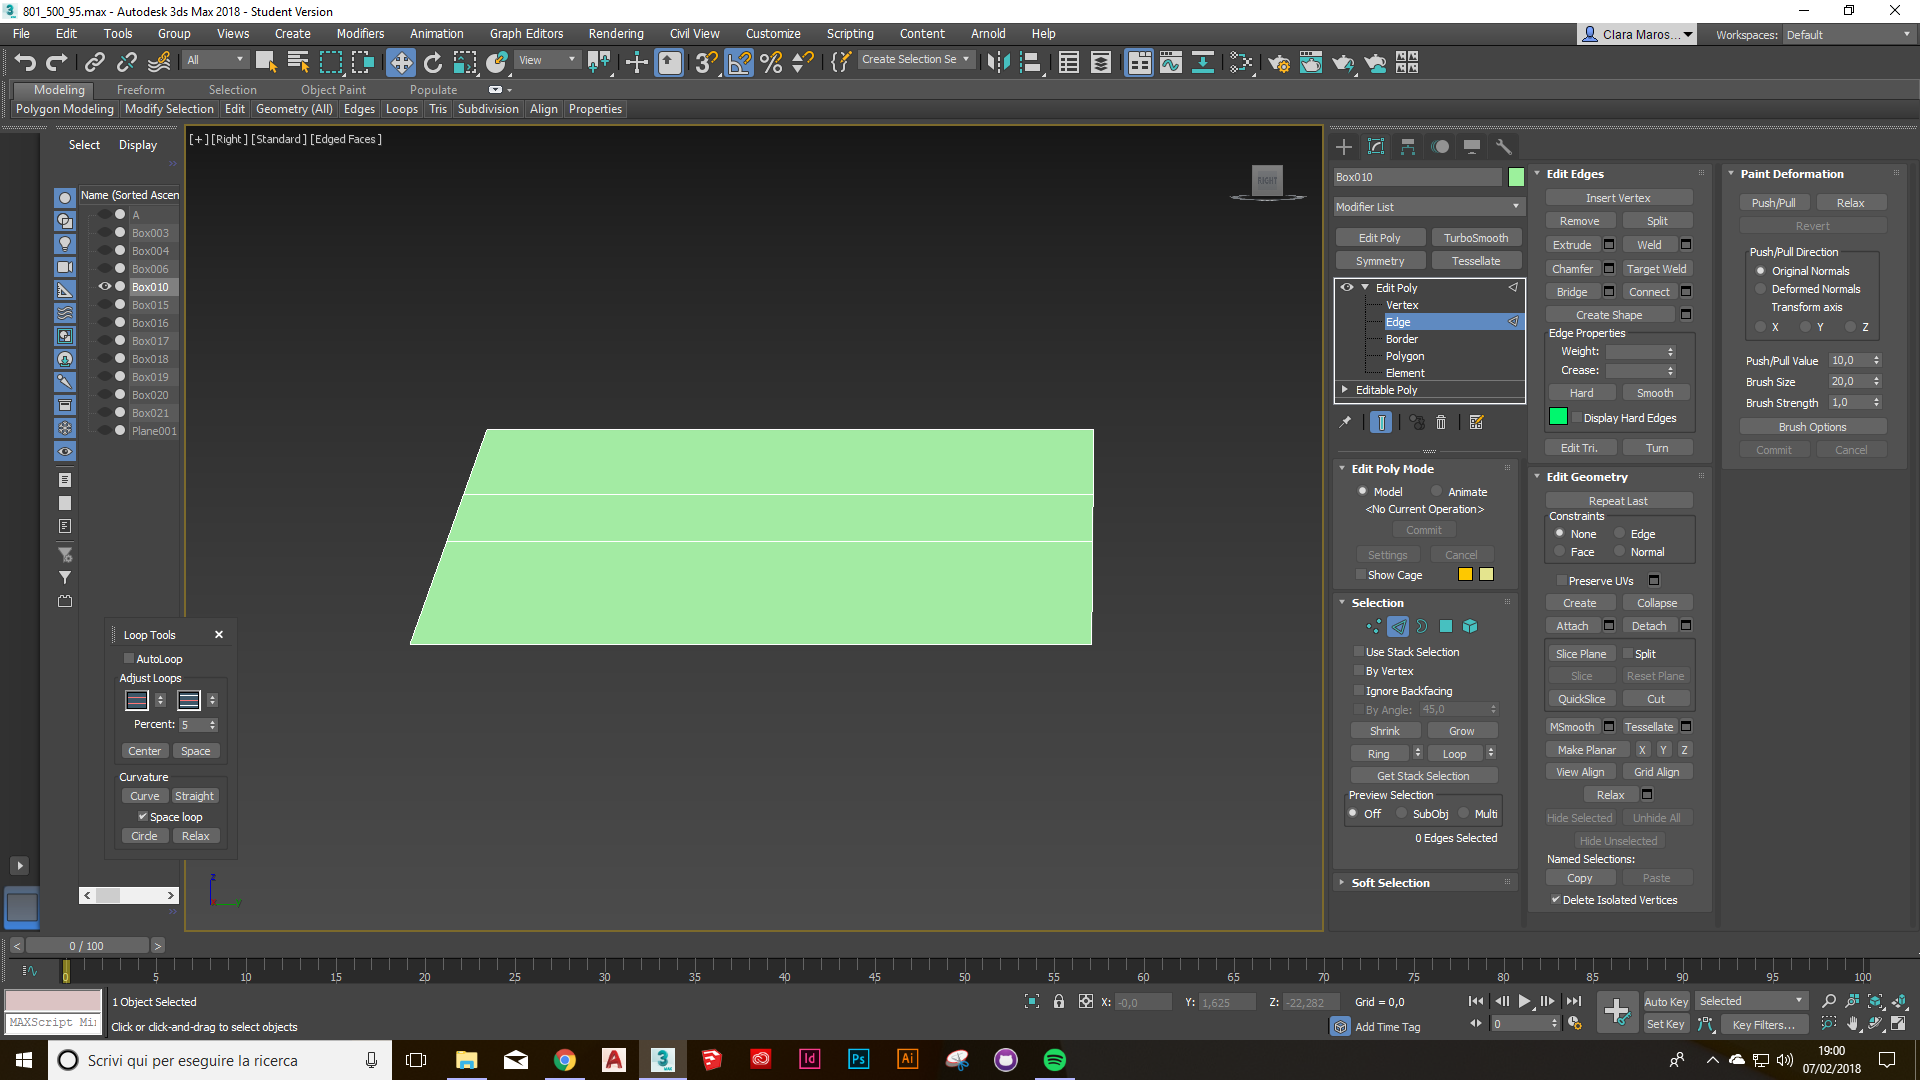 801_500_95.max - Autodesk 3ds Max 2018 - Student Version
File Edit Tools Group Views Create Modifiers Animation Graph Editors Rendering Civil View Customize Scripting Content Arnold Help
Clara Maros...
Workspaces: Default
All
View
Create Selection Se
Modeling Freeform Selection Object Paint Populate
Polygon Modeling Modify Selection Edit Geometry (All) Edges Loops Tris Subdivision Align Properties
Select Display
Name (Sorted Ascen
A
Box003
Box004
Box006
Box010
Box015
Box016
Box017
Box018
Box019
Box020
Box021
Plane001
Loop Tools
AutoLoop
Adjust Loops
Percent: 5
Center Space
Curvature
Curve Straight
Space loop
Circle Relax
[+] [Right] [Standard] [Edged Faces]
RIGHT
z
y
Box010
Modifier List
Edit Poly TurboSmooth
Symmetry Tessellate
Edit Poly
Vertex
Edge
Border
Polygon
Element
Editable Poly
Edit Poly Mode
Model Animate
<No Current Operation>
Commit
Settings Cancel
Show Cage
Selection
Use Stack Selection
By Vertex
Ignore Backfacing
By Angle: 45,0
Shrink Grow
Ring Loop
Get Stack Selection
Preview Selection
Off SubObj Multi
0 Edges Selected
Soft Selection
Edit Edges
Insert Vertex
Remove Split
Extrude Weld
Chamfer Target Weld
Bridge Connect
Create Shape
Edge Properties
Weight:
Crease:
Hard Smooth
Display Hard Edges
Edit Tri. Turn
Edit Geometry
Repeat Last
Constraints
None Edge
Face Normal
Preserve UVs
Create Collapse
Attach Detach
Slice Plane Split
Slice Reset Plane
QuickSlice Cut
MSmooth Tessellate
Make Planar X Y Z
View Align Grid Align
Relax
Hide Selected Unhide All
Hide Unselected
Named Selections:
Copy Paste
Delete Isolated Vertices
Paint Deformation
Push/Pull Relax
Revert
Push/Pull Direction
Original Normals
Deformed Normals
Transform axis
X Y Z
Push/Pull Value 10,0
Brush Size 20,0
Brush Strength 1,0
Brush Options
Commit Cancel
< 0 / 100 >
0 5 10 15 20 25 30 35 40 45 50 55 60 65 70 75 80 85 90 95 100
1 Object Selected
MAXScript Mi
Click or click-and-drag to select objects
X: -0,0 Y: 1,625 Z: -22,282 Grid = 0,0
Add Time Tag
0
Auto Key Selected
Set Key Key Filters...
Scrivi qui per eseguire la ricerca
19:00
07/02/2018